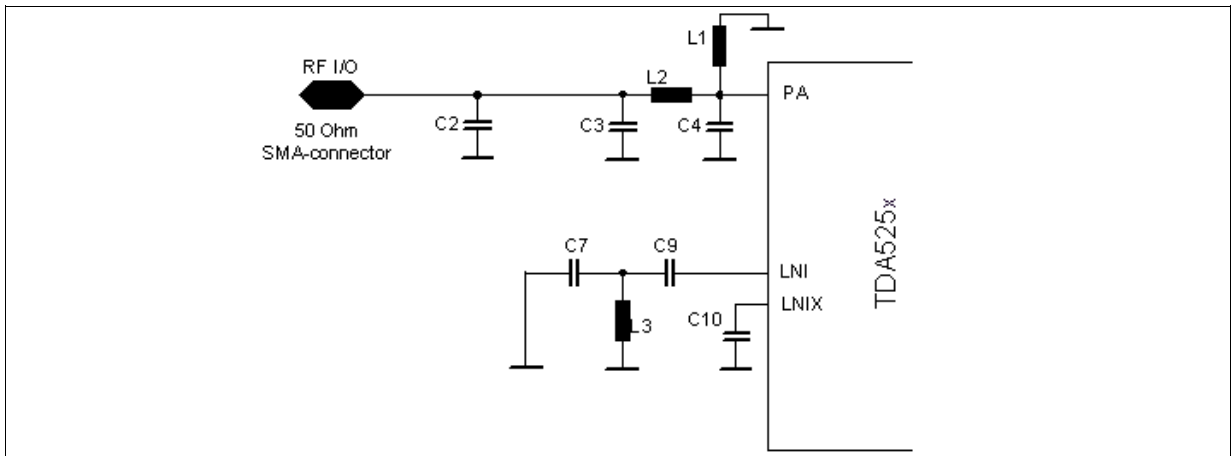 L1
RF I/O
L2
PA
C2
C3
C4
50 Ohm
SMA-connector
TDA525x
C7
C9
LNI
LNIX
C10
L3